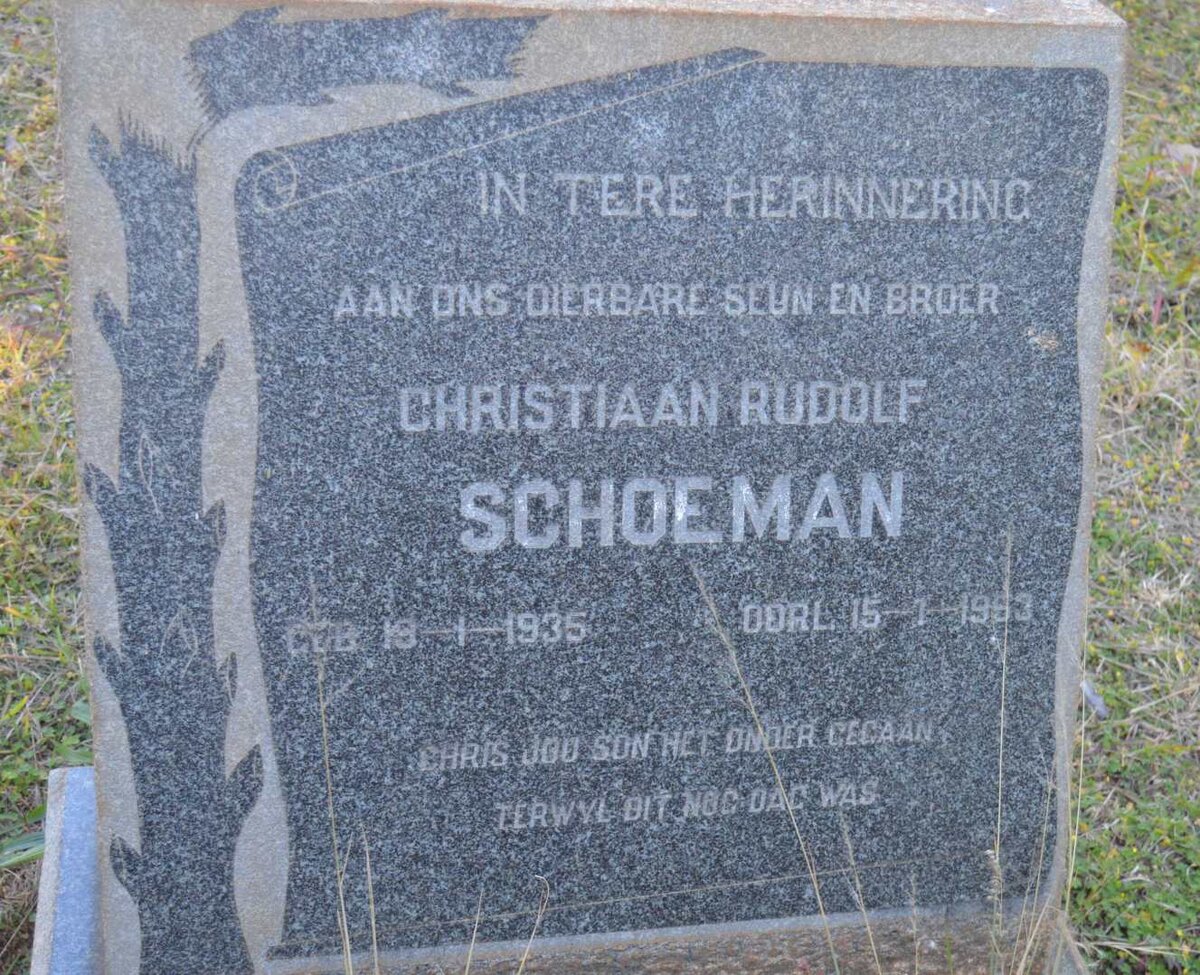 IN TERE HERINNERING
AAN ONS DIERBARE SEUN EN BROER
CHRISTIAAN RUDOLF
SCHOEMAN
GEB 19-1-1935 OORL 15-1-1953
CHRIS JOU SON HET ONDER GEGAAN
TERWYL DIT NOG DAG WAS